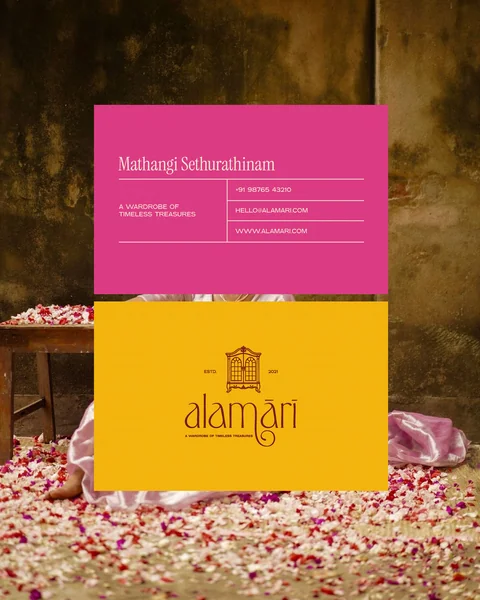 Mathangi Sethurathinam
A WARDROBE OF
TIMELESS TREASURES
+91 98765 43210
HELLO@ALAMARI.COM
WWW.ALAMARI.COM
ESTD. 2021
alamārī
A WARDROBE OF TIMELESS TREASURES